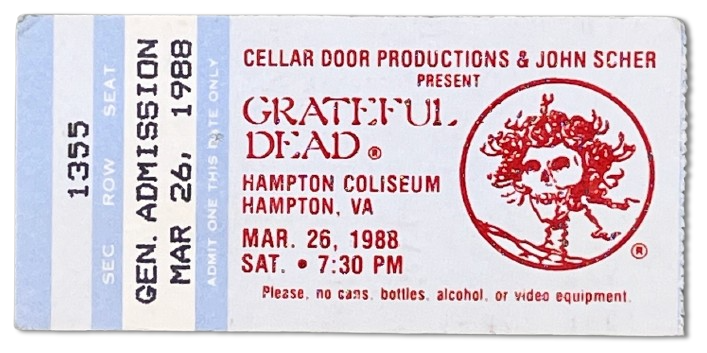 1355
SEC ROW SEAT
GEN. ADMISSION
MAR 26, 1988
ADMIT ONE THIS DATE ONLY
CELLAR DOOR PRODUCTIONS & JOHN SCHER
PRESENT
GRATEFUL
DEAD ®
HAMPTON COLISEUM
HAMPTON, VA
MAR. 26, 1988
SAT. • 7:30 PM
®
Please, no cans, bottles, alcohol, or video equipment.